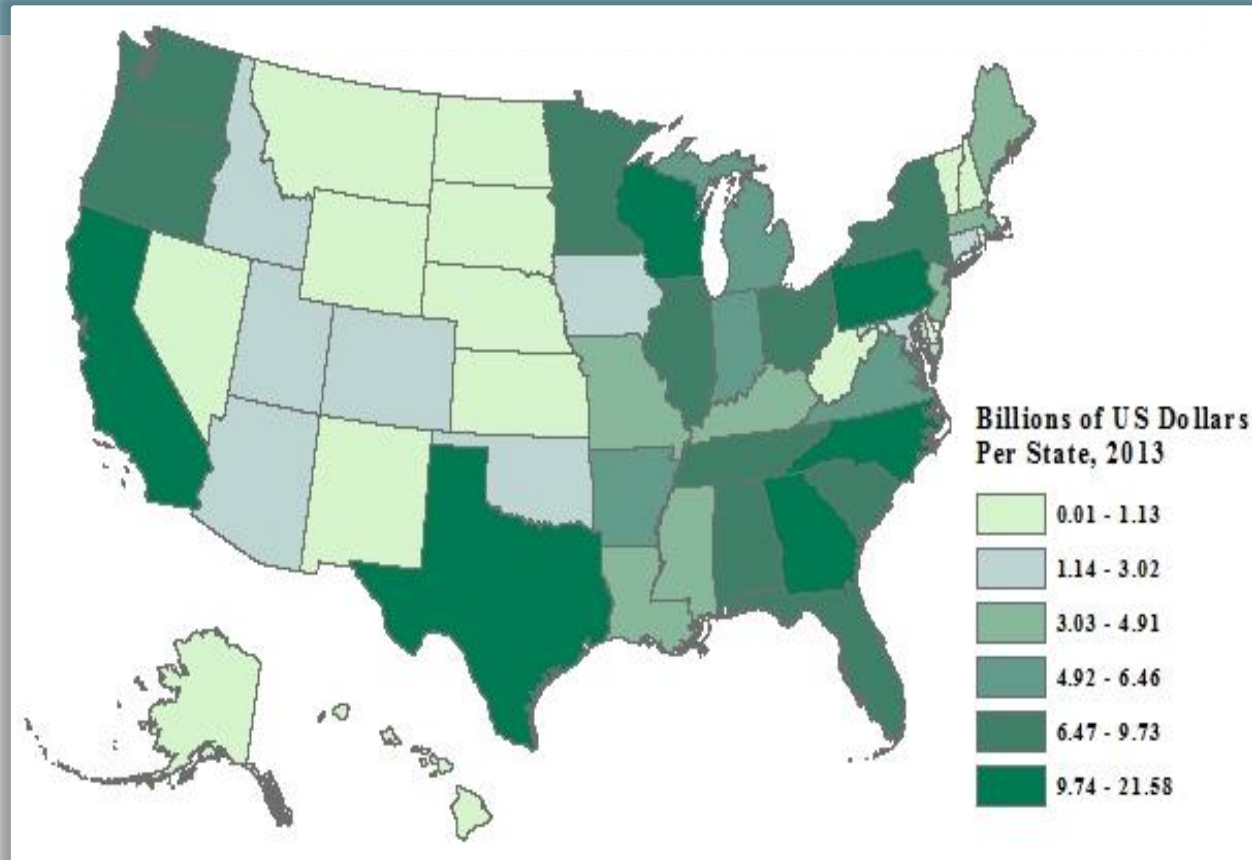 Billions of US Dollars
Per State, 2013
0.01 - 1.13
1.14 - 3.02
3.03 - 4.91
4.92 - 6.46
6.47 - 9.73
9.74 - 21.58